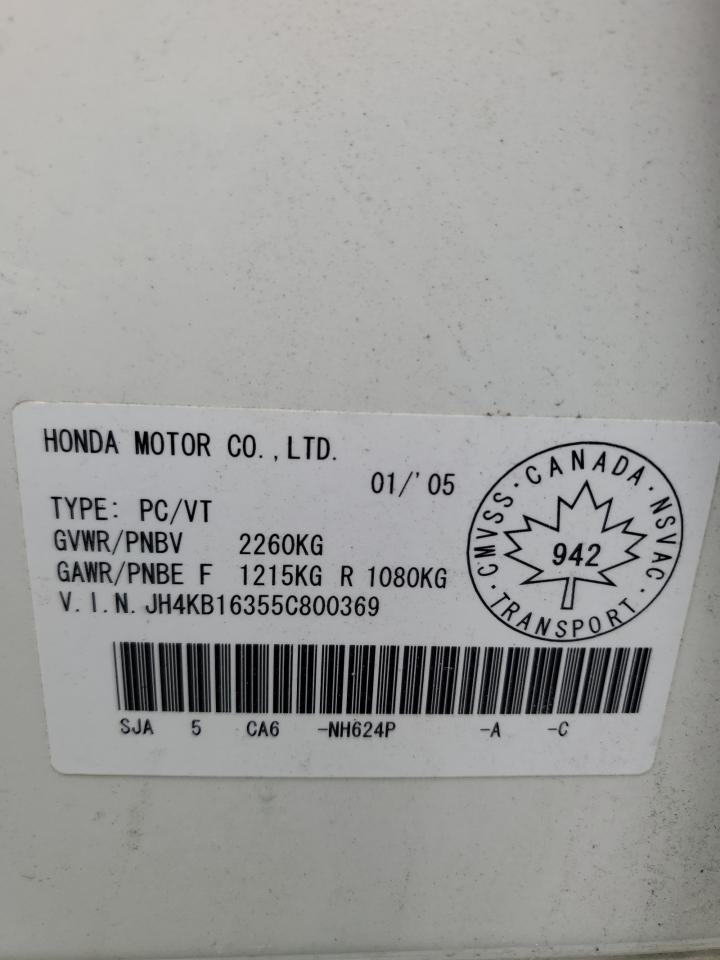 HONDA MOTOR CO.,LTD.
01/'05
TYPE: PC/VT
GVWR/PNBV 2260KG
GAWR/PNBE F 1215KG R 1080KG
V.I.N. JH4KB16355C800369
CMVSS · CANADA · NSVAC · TRANSPORT ·
942
SJA 5 CA6 -NH624P -A -C